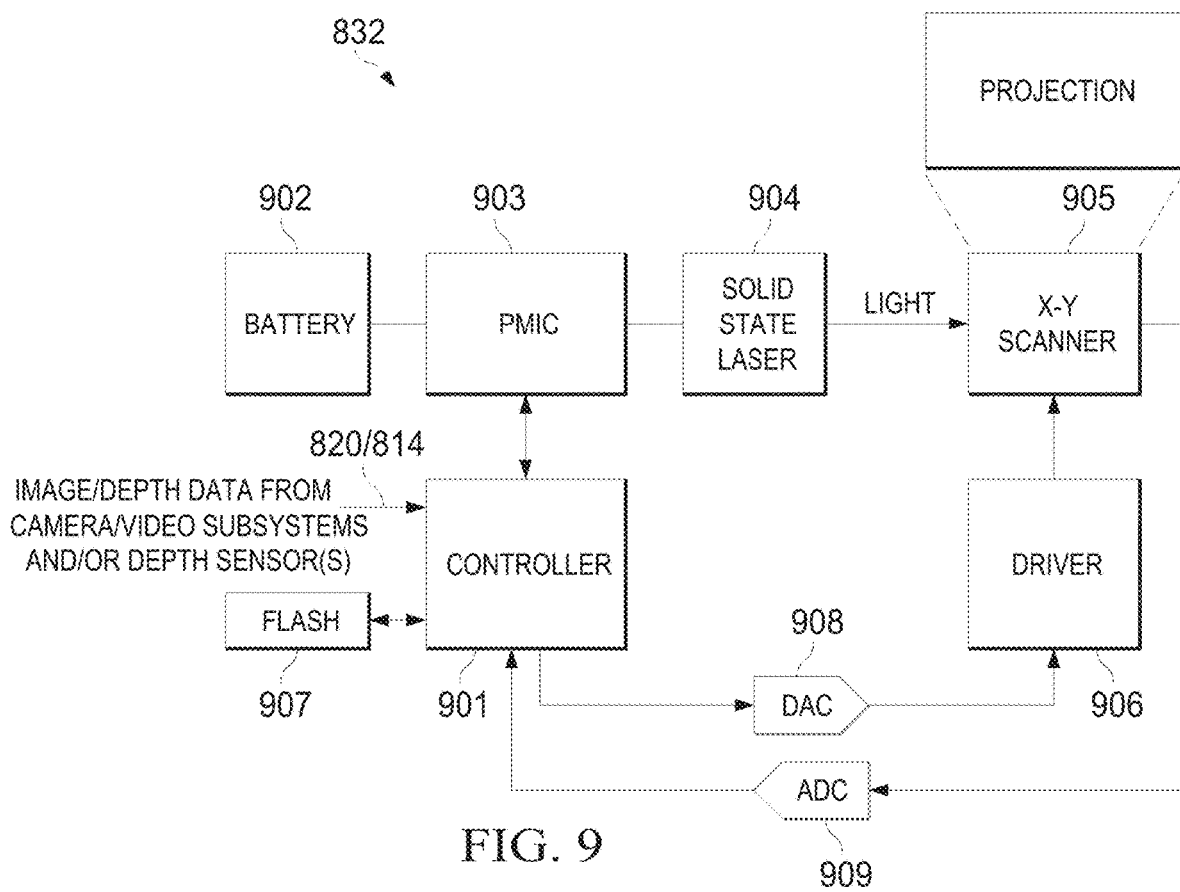 832
PROJECTION
902
903
904
905
BATTERY
PMIC
SOLID
STATE
LASER
LIGHT
X-Y
SCANNER
820/814
IMAGE/DEPTH DATA FROM
CAMERA/VIDEO SUBSYSTEMS
AND/OR DEPTH SENSOR(S)
CONTROLLER
DRIVER
FLASH
907
901
908
DAC
906
ADC
909
FIG. 9